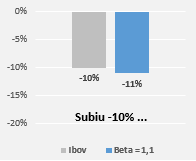 0%
-5%
-10%
-15%
-20%
-10%
-11%
Subiu -10% ...
Ibov
Beta = 1,1